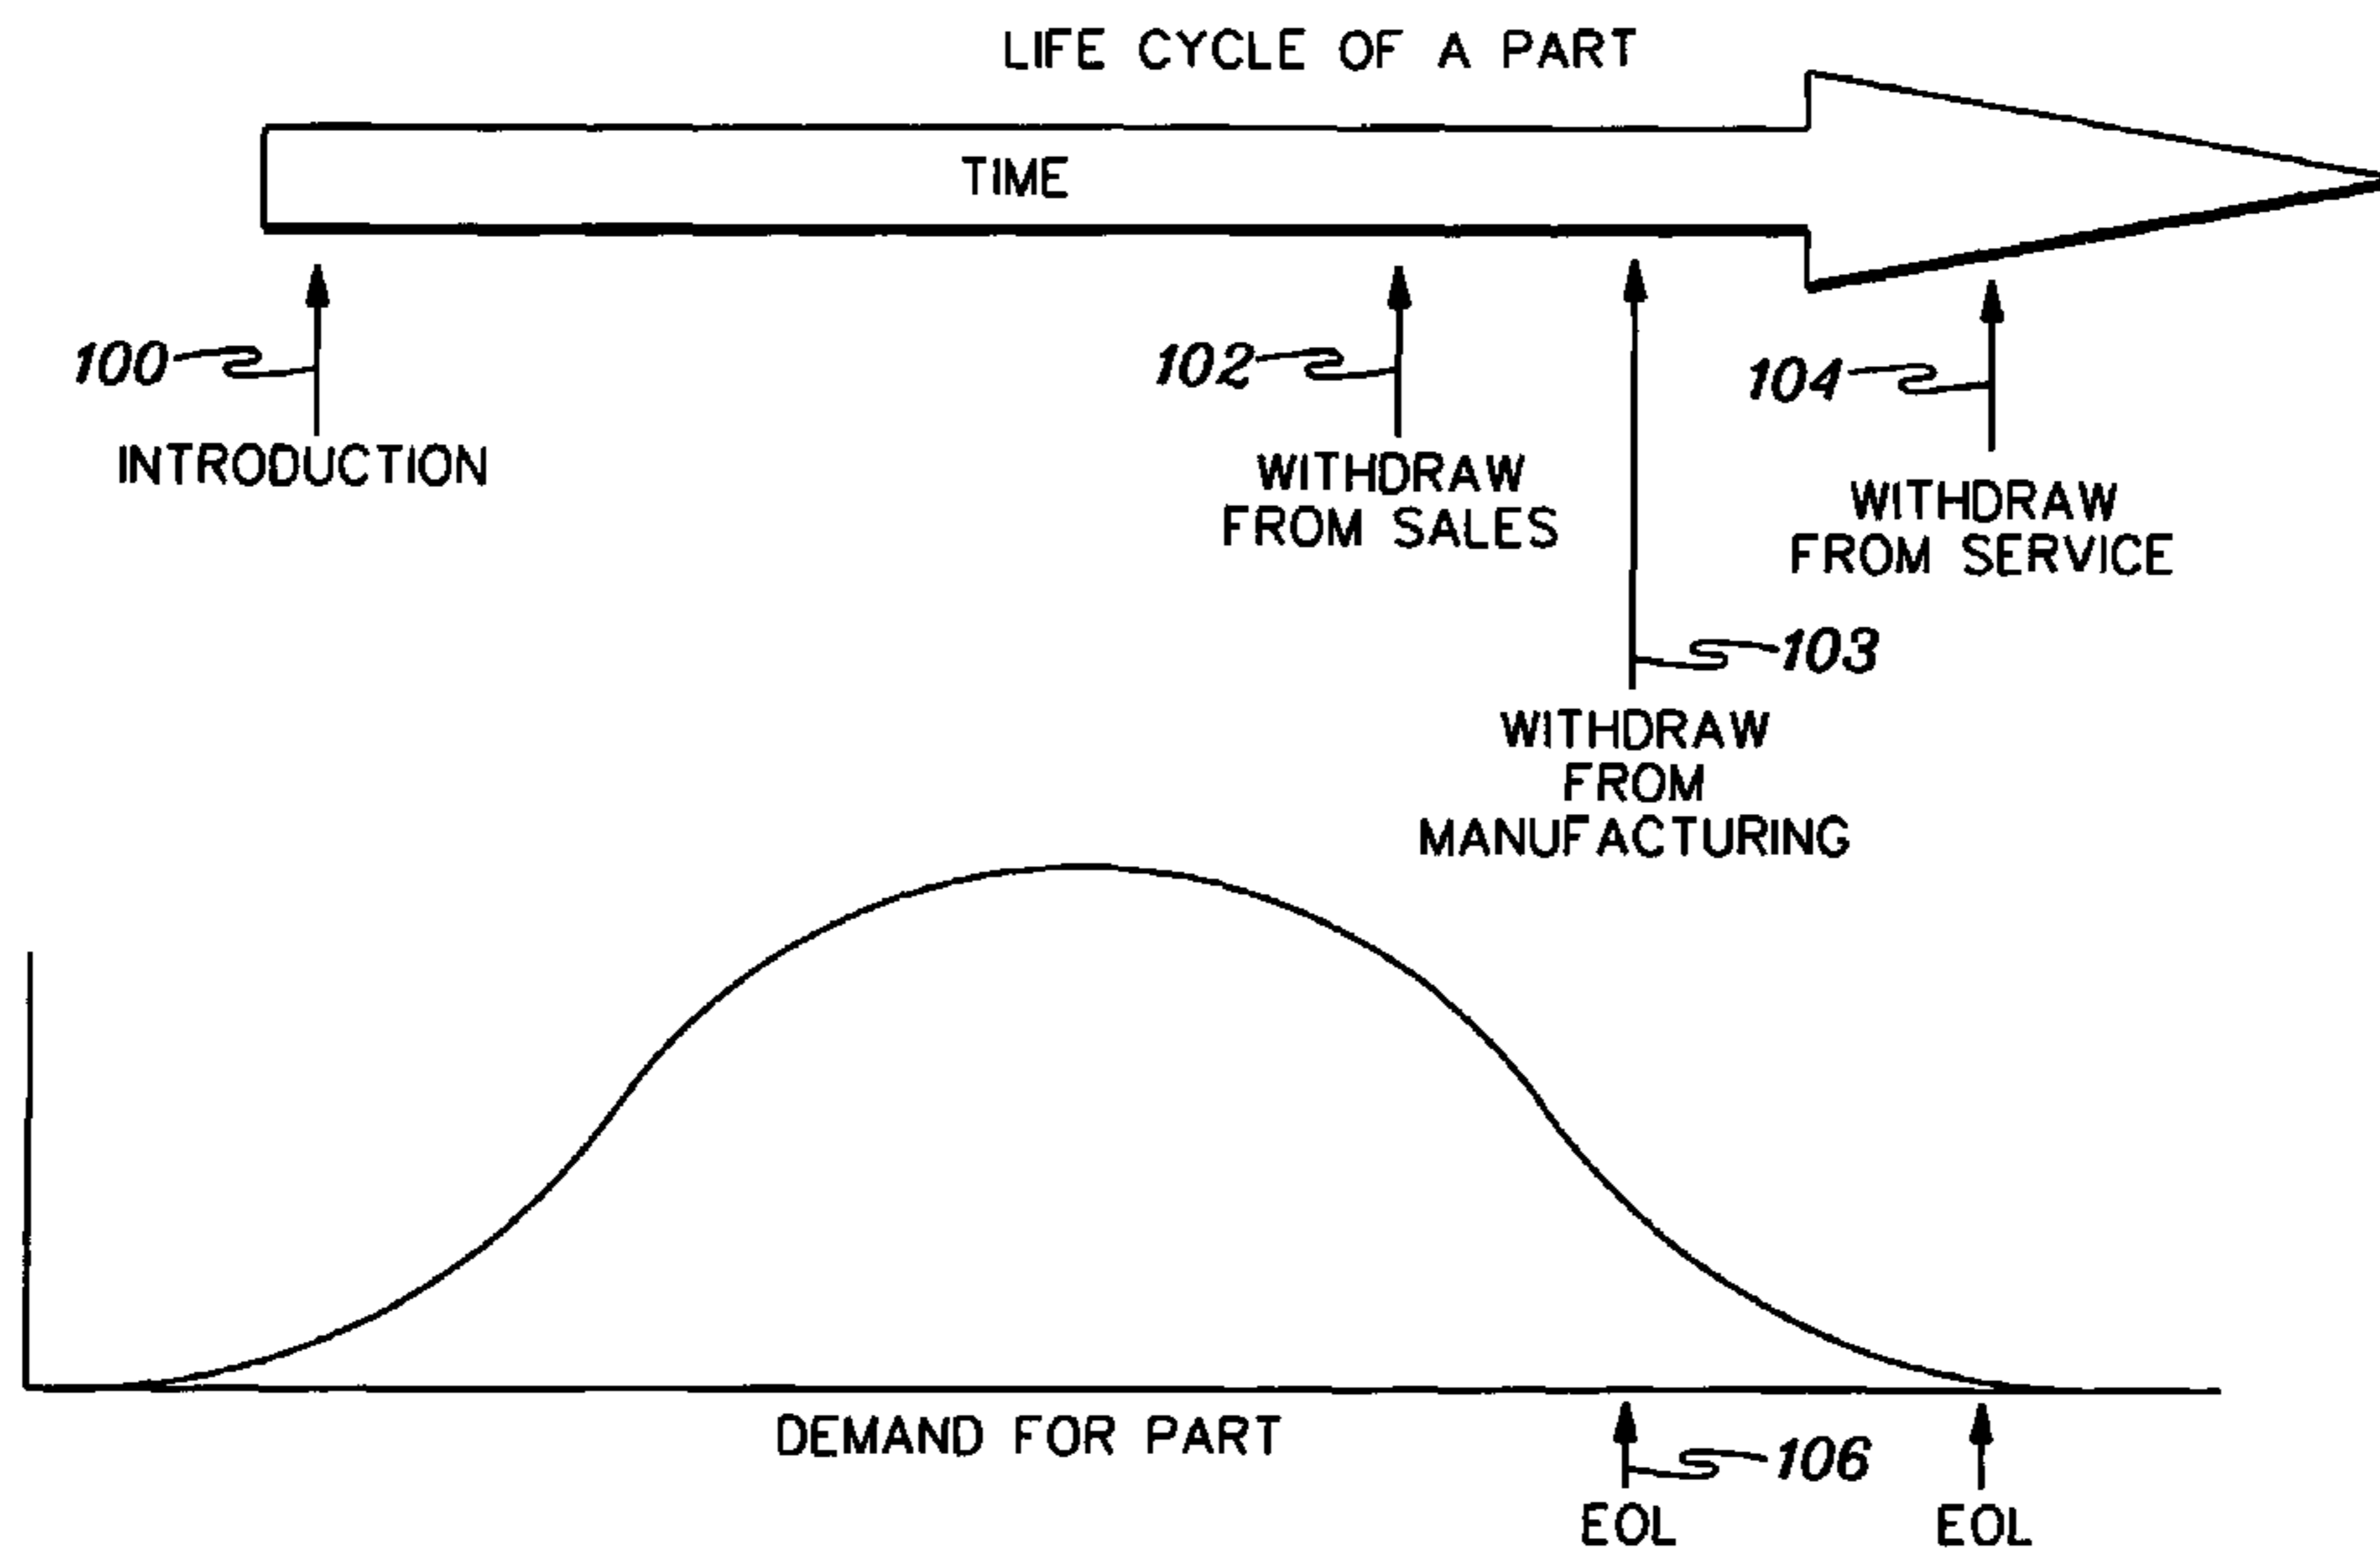 LIFE CYCLE OF A PART
TIME
100
INTRODUCTION
102
WITHDRAW
FROM SALES
104
WITHDRAW
FROM SERVICE
103
WITHDRAW
FROM
MANUFACTURING
DEMAND FOR PART
106
EOL
EOL